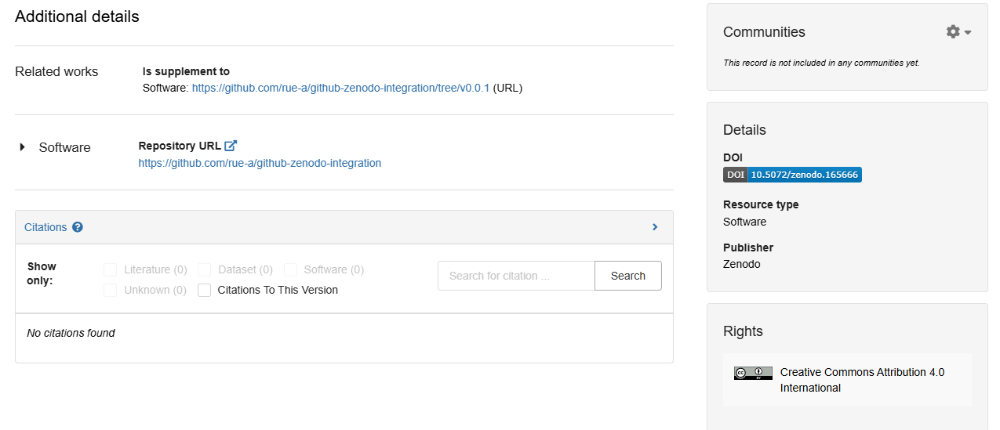 Additional details
Related works
Is supplement to
Software: https://github.com/rue-a/github-zenodo-integration/tree/v0.0.1 (URL)
Software
Repository URL
https://github.com/rue-a/github-zenodo-integration
Citations
Show only:
Literature (0) Dataset (0) Software (0)
Unknown (0) Citations To This Version
Search for citation ... Search
No citations found
Communities
This record is not included in any communities yet.
Details
DOI
DOI 10.5072/zenodo.165666
Resource type
Software
Publisher
Zenodo
Rights
cc BY
Creative Commons Attribution 4.0
International